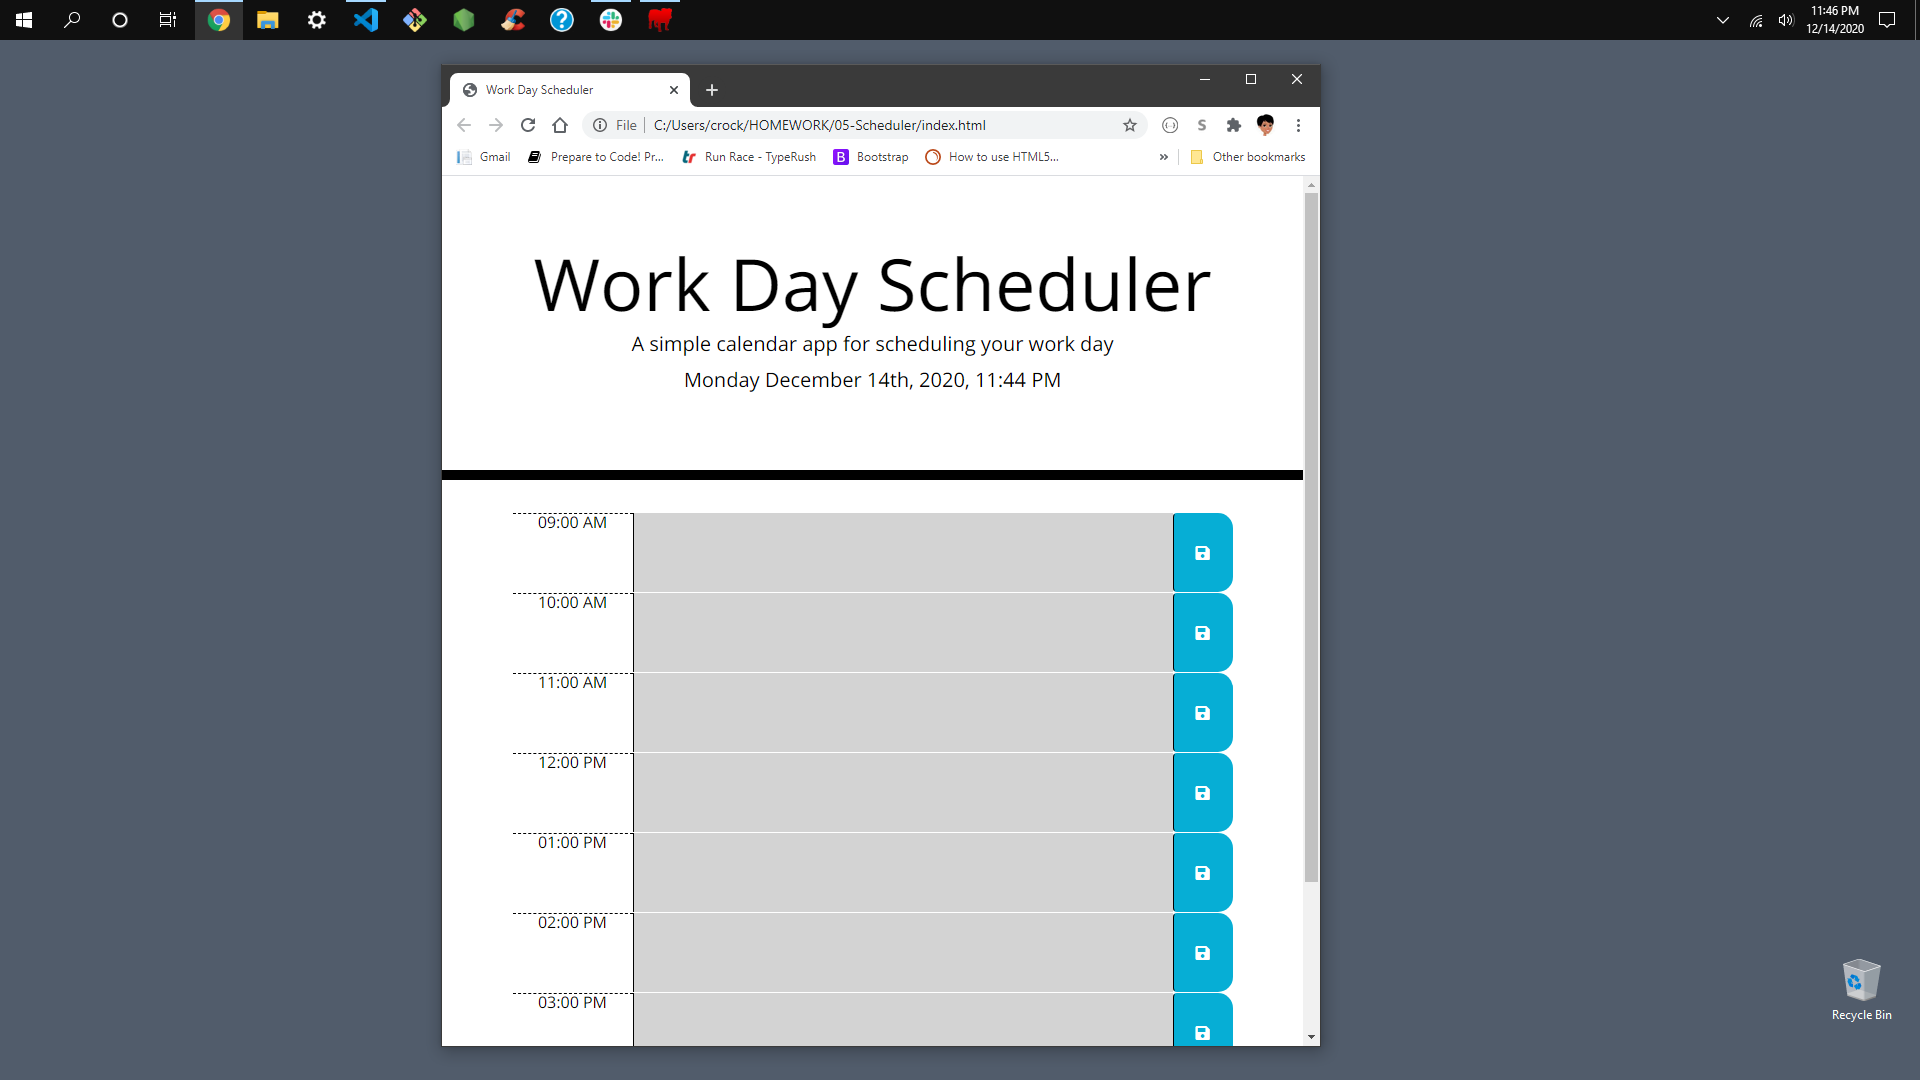 11:46 PM
12/14/2020
Work Day Scheduler
File
C:/Users/crock/HOMEWORK/05-Scheduler/index.html
S
Gmail
Prepare to Code! Pr...
tr
Run Race - TypeRush
B
Bootstrap
How to use HTML5...
»
Other bookmarks
Work Day Scheduler
A simple calendar app for scheduling your work day
Monday December 14th, 2020, 11:44 PM
09:00 AM
10:00 AM
11:00 AM
12:00 PM
01:00 PM
02:00 PM
03:00 PM
Recycle Bin